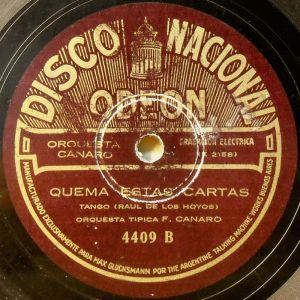 DISCO NACIONAL
ODEON
ORQUESTA
CANARO
GRABACION ELECTRICA
2158)
QUEMA ESTAS CARTAS
TANGO (RAUL DE LOS HOYOS)
ORQUESTA TIPICA F. CANARO
4409 B
MANUFACTURADO EXCLUSIVAMENTE PARA MAX GLUCKSMANN POR THE ARGENTINE TALKING MACHINE WORKS BUENOS AIRES